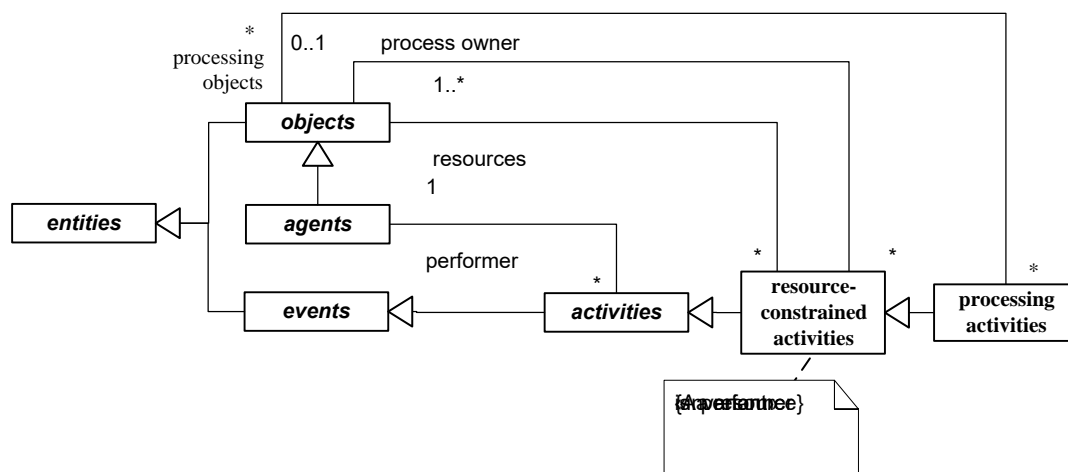 *
0..1
process owner
processing
objects
1..*
objects
resources
1
entities
agents
performer
*
*
*
*
events
activities
resource-
constrained
activities
processing
activities